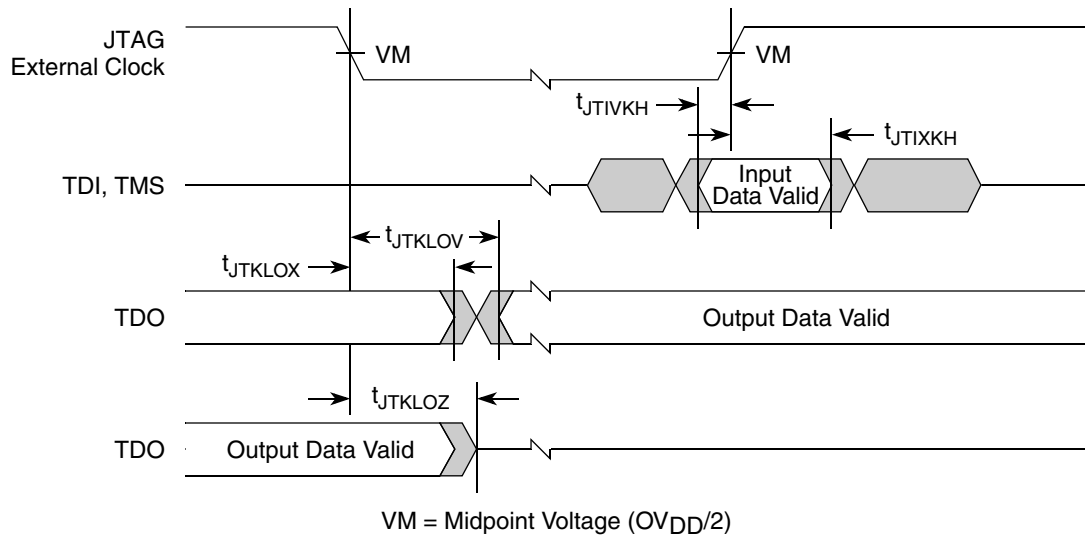 JTAG
External Clock
VM
VM
tJTIVKH
tJTIXKH
TDI, TMS
Input
Data Valid
tJTKLOV
tJTKLOX
TDO
Output Data Valid
tJTKLOZ
TDO
Output Data Valid
VM = Midpoint Voltage (OVDD/2)